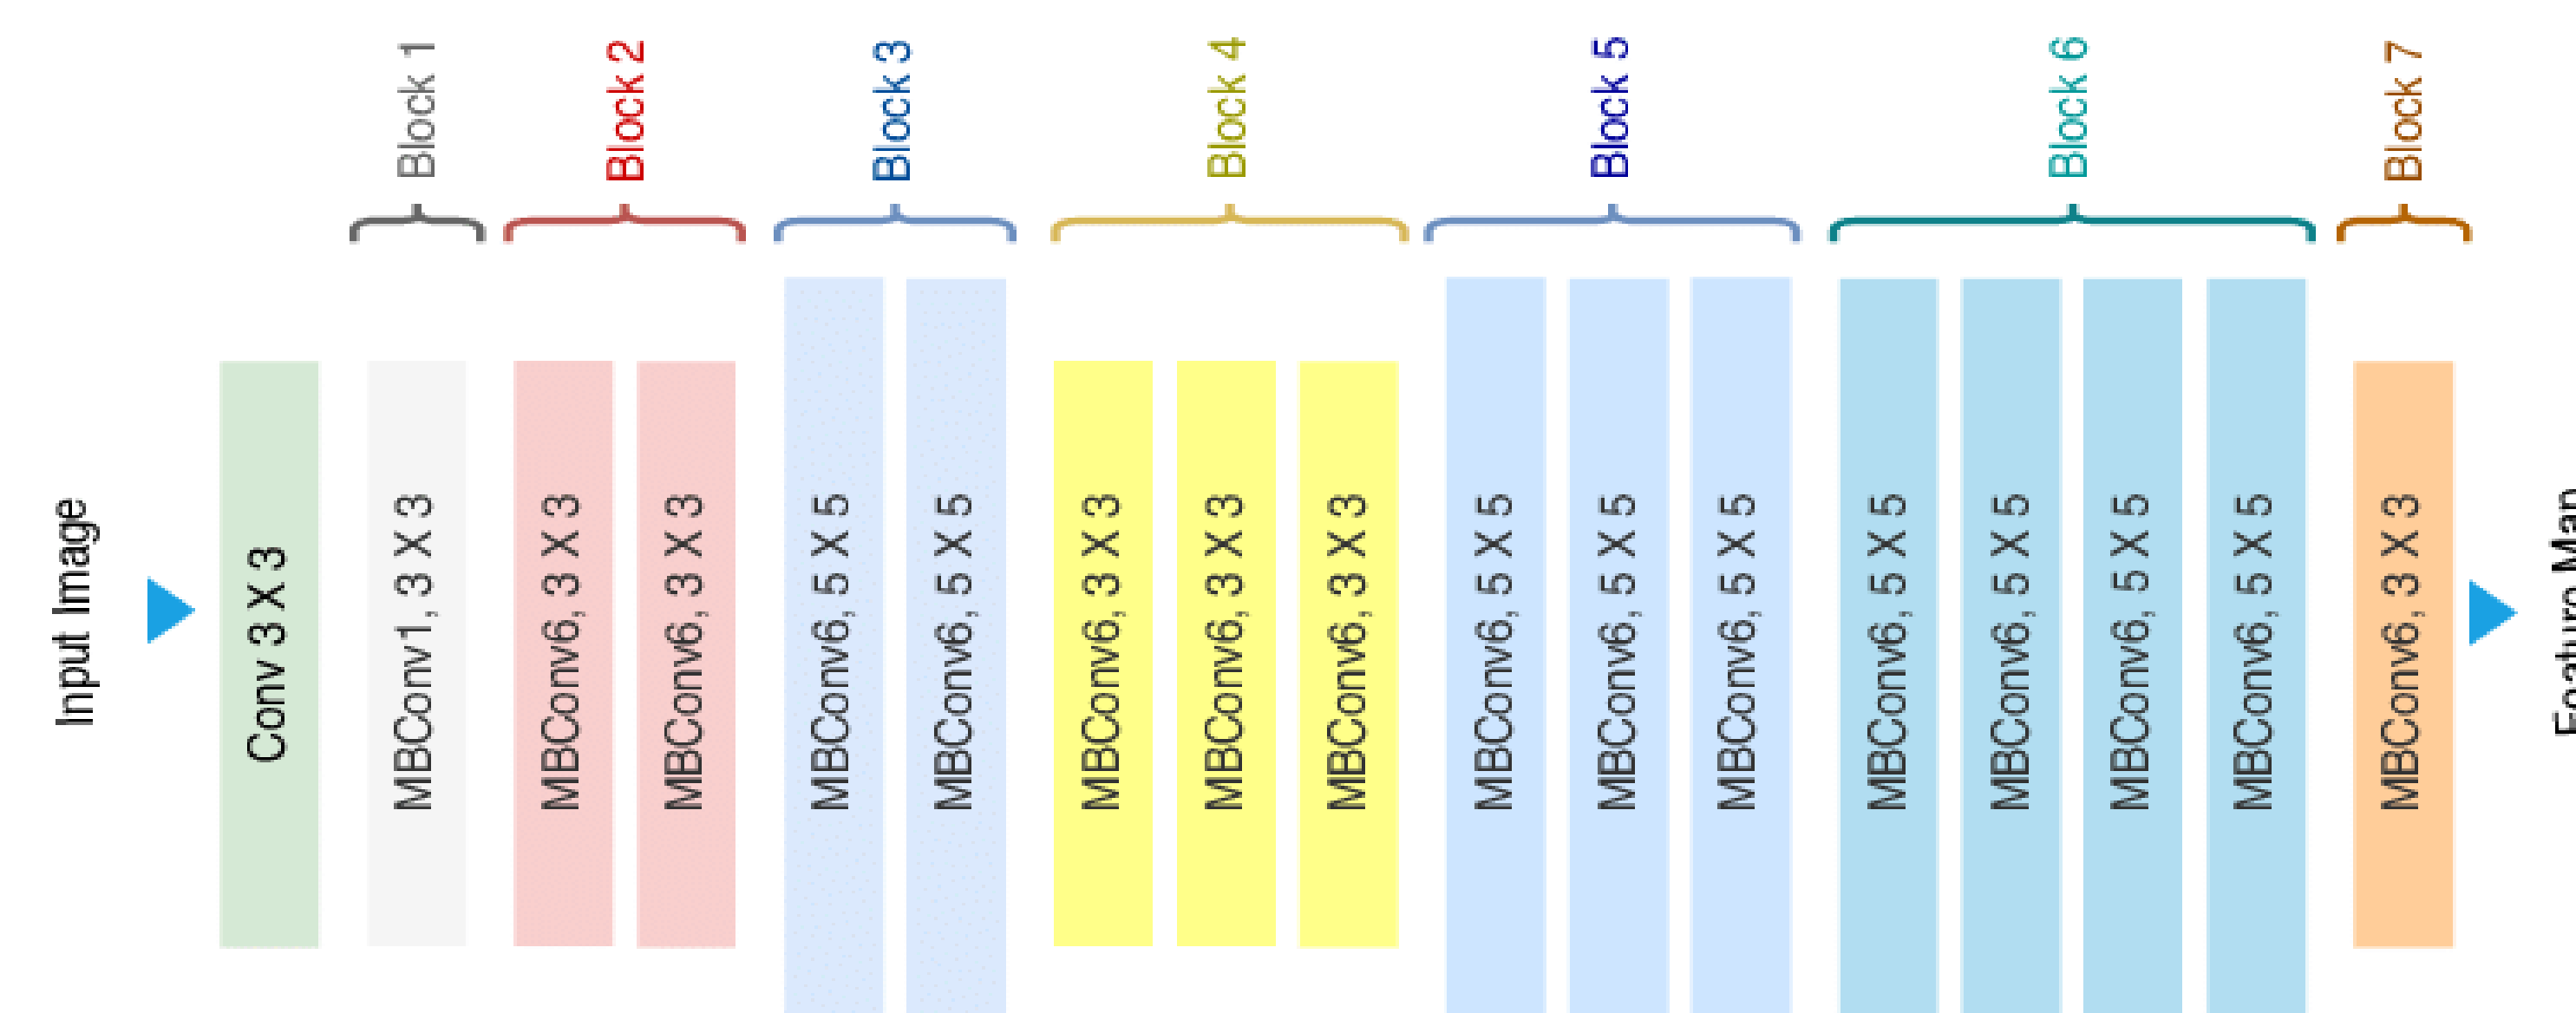 Input Image
Conv 3 X 3
Block 1
MBConv1, 3 X 3
Block 2
MBConv6, 3 X 3
MBConv6, 3 X 3
Block 3
MBConv6, 5 X 5
MBConv6, 5 X 5
Block 4
MBConv6, 3 X 3
MBConv6, 3 X 3
MBConv6, 3 X 3
Block 5
MBConv6, 5 X 5
MBConv6, 5 X 5
MBConv6, 5 X 5
Block 6
MBConv6, 5 X 5
MBConv6, 5 X 5
MBConv6, 5 X 5
MBConv6, 5 X 5
Block 7
MBConv6, 3 X 3
Feature Map